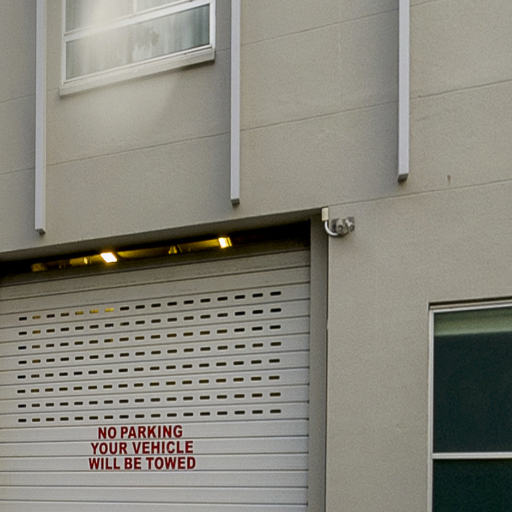 NO PARKING
YOUR VEHICLE
WILL BE TOWED